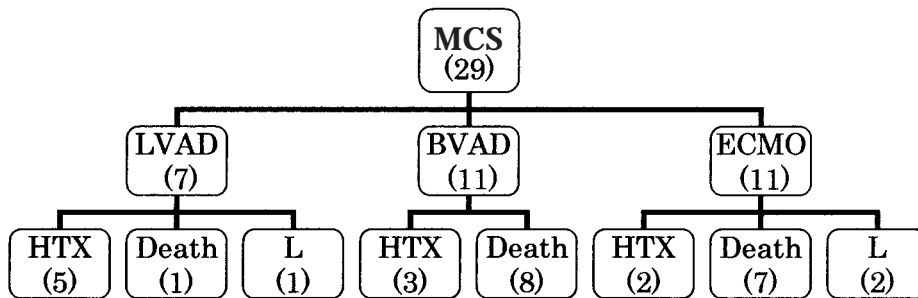 MCS
(29)
LVAD
(7)
BVAD
(11)
ECMO
(11)
HTX
(5)
Death
(1)
L
(1)
HTX
(3)
Death
(8)
HTX
(2)
Death
(7)
L
(2)